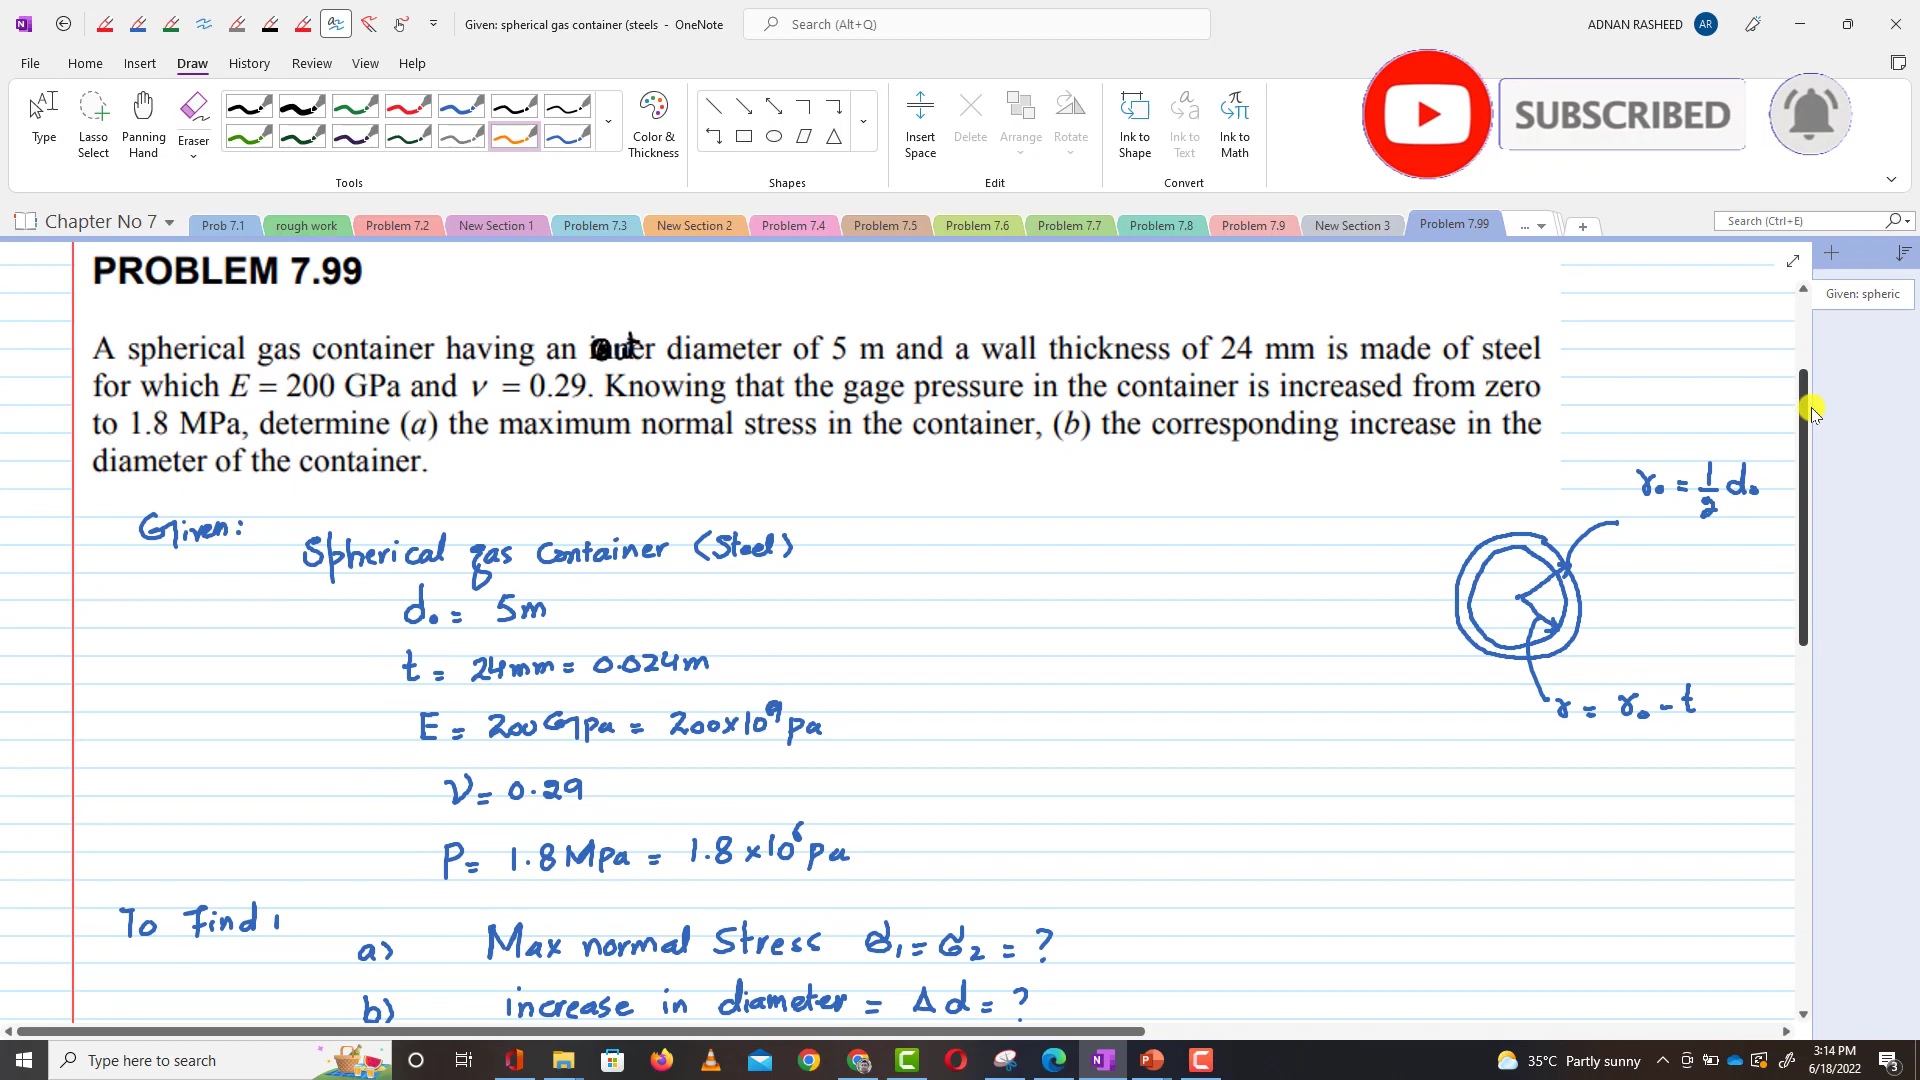 Given: spherical gas container (steels - OneNote
Search (Alt+Q)
ADNAN RASHEED
AR
File Home Insert Draw History Review View Help
Type
Lasso Select
Panning Hand
Eraser
Color & Thickness
Insert Space
Delete
Arrange
Rotate
Ink to Shape
Ink to Text
Ink to Math
Tools
Shapes
Edit
Convert
SUBSCRIBED
Chapter No 7
Prob 7.1
rough work
Problem 7.2
New Section 1
Problem 7.3
New Section 2
Problem 7.4
Problem 7.5
Problem 7.6
Problem 7.7
Problem 7.8
Problem 7.9
New Section 3
Problem 7.99
...
Search (Ctrl+E)
Given: spheric
PROBLEM 7.99
A spherical gas container having an outer diameter of 5 m and a wall thickness of 24 mm is made of steel
for which E = 200 GPa and ν = 0.29. Knowing that the gage pressure in the container is increased from zero
to 1.8 MPa, determine (a) the maximum normal stress in the container, (b) the corresponding increase in the
diameter of the container.
r₀ = 1/2 d₀
Given:
Spherical gas container (Steel)
d₀ = 5m
t = 24mm = 0.024m
r = r₀ - t
E = 200 Gpa = 200×10⁹ pa
ν = 0.29
P = 1.8 Mpa = 1.8 ×10⁶ pa
To Find :
a) Max normal Stress σ₁ = σ₂ = ?
b) increase in diameter = Δd = ?
Type here to search
35°C Partly sunny
3:14 PM
6/18/2022
3